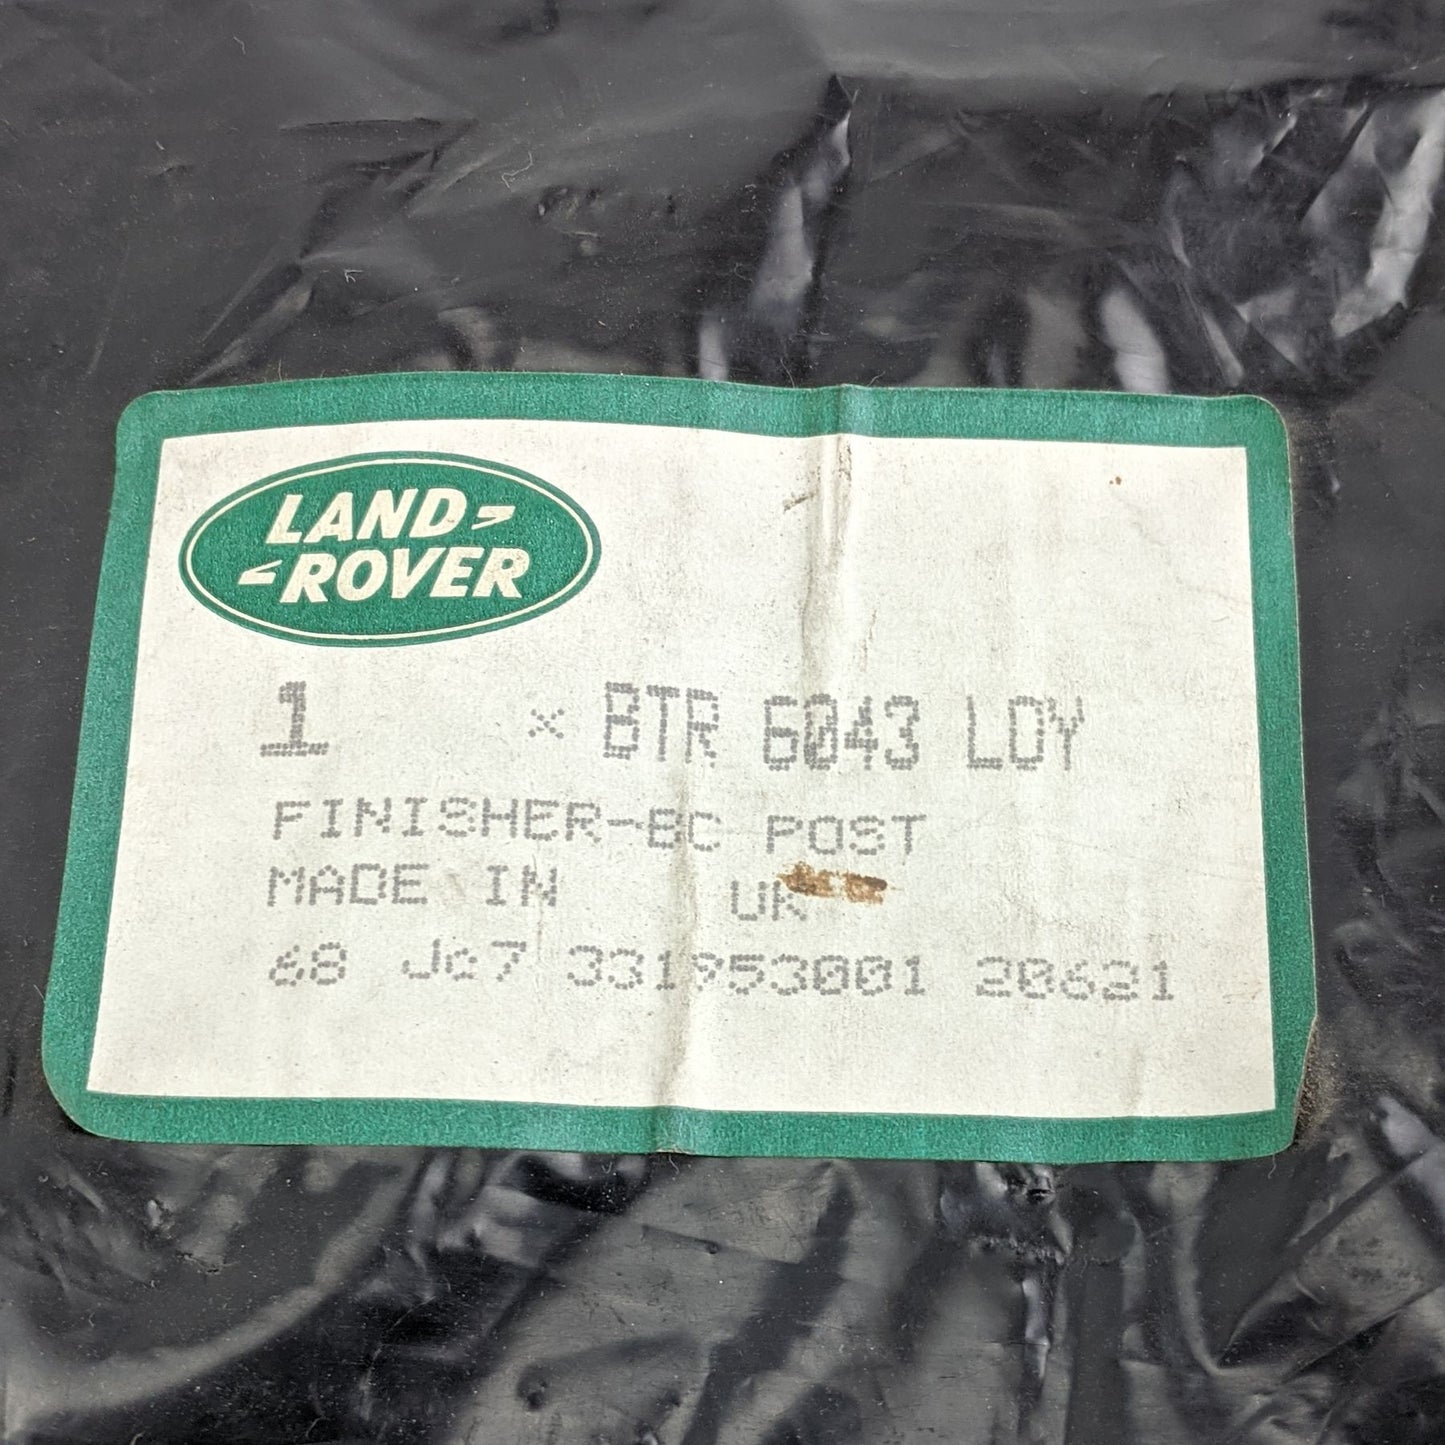 LAND
ROVER
1 × BTR 6043 LOY
FINISHER-BC POST
MADE IN UK
68 Jc7 331953001 20621